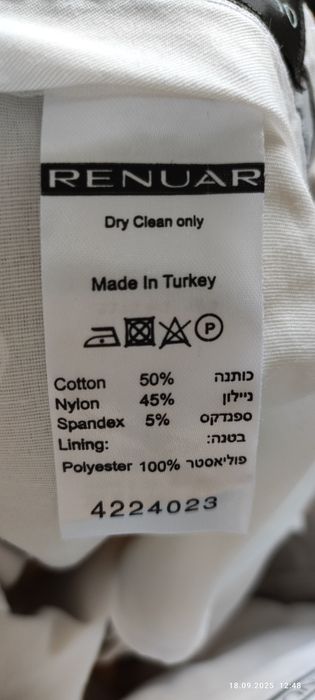 RENUAR
Dry Clean only
Made In Turkey
P
Cotton 50% כותנה
Nylon 45% ניילון
Spandex 5% ספנדקס
Lining: בטנה:
Polyester 100% פוליאסטר
4224023
18.09.2025 12:48